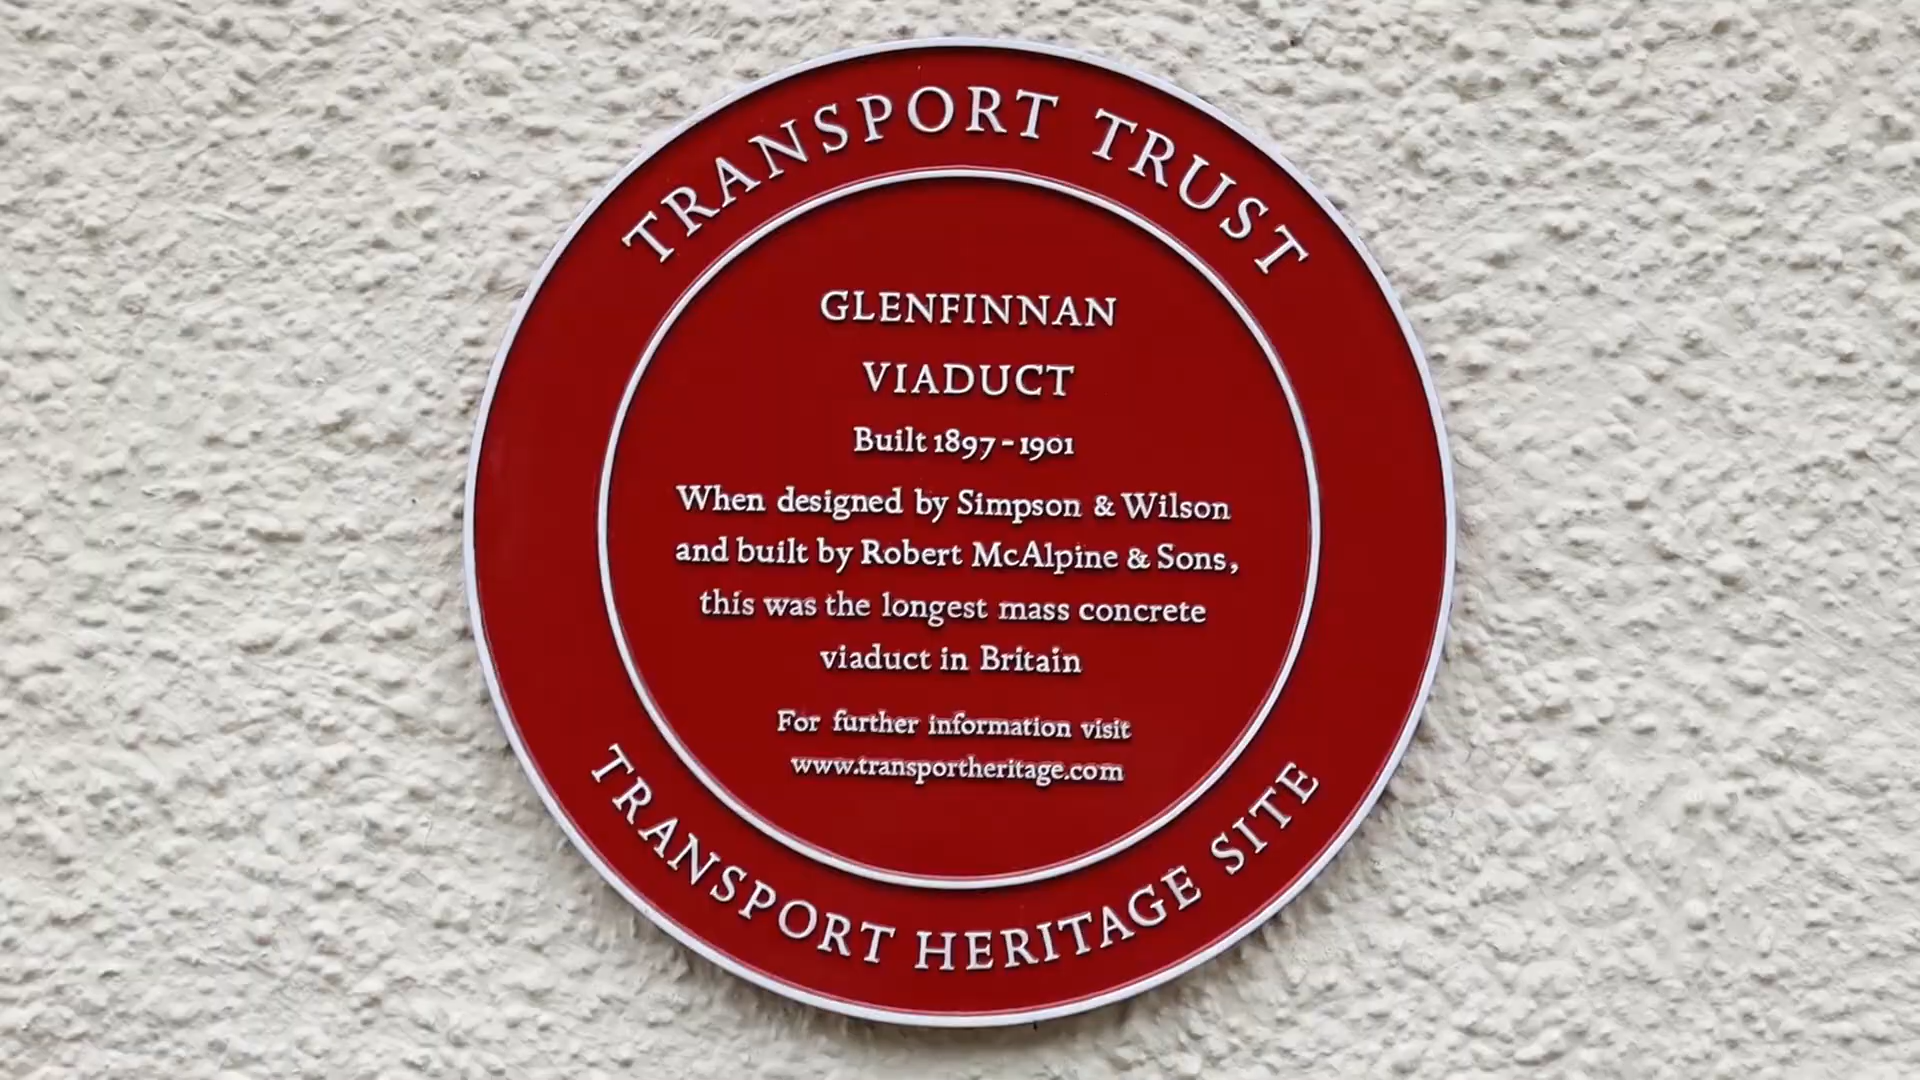 TRANSPORT TRUST
GLENFINNAN
VIADUCT
Built 1897-1901
When designed by Simpson & Wilson
and built by Robert McAlpine & Sons,
this was the longest mass concrete
viaduct in Britain
For further information visit
www.transportheritage.com
TRANSPORT HERITAGE SITE